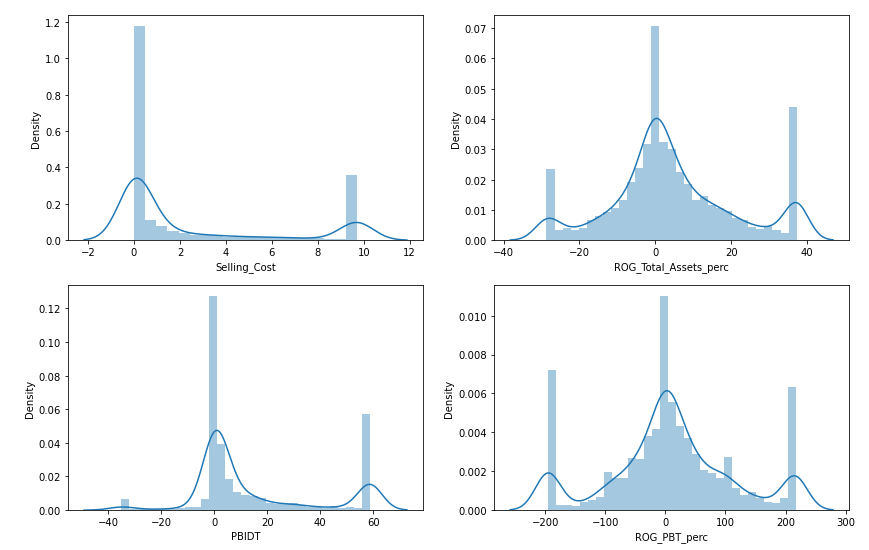 Density
1.2
1.0
0.8
0.6
0.4
0.2
0.0
−2 0 2 4 6 8 10 12
Selling_Cost
Density
0.07
0.06
0.05
0.04
0.03
0.02
0.01
0.00
−40 −20 0 20 40
ROG_Total_Assets_perc
Density
0.12
0.10
0.08
0.06
0.04
0.02
0.00
−40 −20 0 20 40 60
PBIDT
Density
0.010
0.008
0.006
0.004
0.002
0.000
−200 −100 0 100 200 300
ROG_PBT_perc